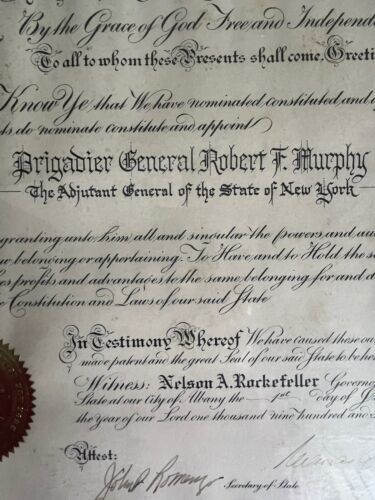 By the Grace of God Free and Independ
To all to whom these Presents shall come, Greeti
Know Ye that We have nominated constituted and
ts do nominate constitute and appoint
Brigadier General Robert F. Murphy
The Adjutant General of the State of New York
granting unto him all and singular the powers and au
belonging or appertaining: To Have and to Hold the s
profits and advantages to the same belonging for and d
Constitution and Laws of our said State
In Testimony Whereof We have caused these ou
made patent and the great Seal of our said State to be he
Witness: Nelson A. Rockefeller Governo
State at our City of Albany the 1st day of
the year of our Lord one thousand nine hundred and
Attest:
John P. Lomenzo
Secretary of State